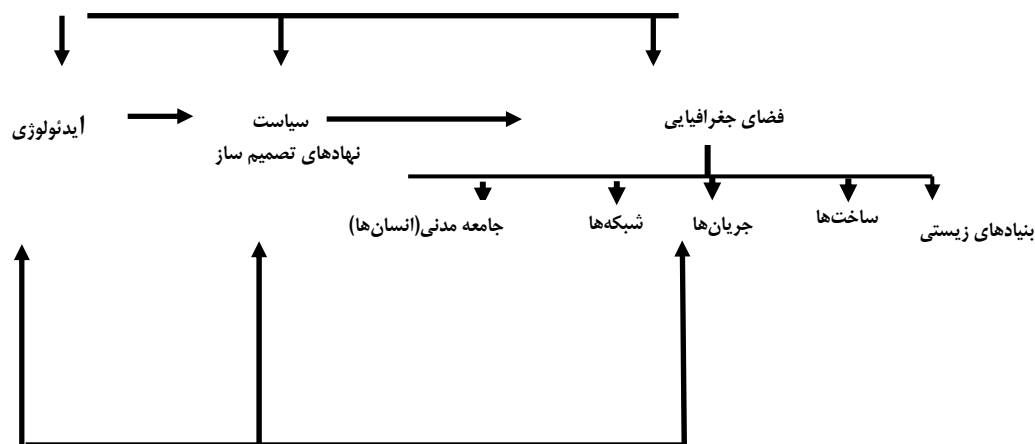 فضای جغرافیایی
سیاست
نهادهای تصمیم ساز
ایدئولوژی
بنیادهای زیستی
ساخت‌ها
جریان‌ها
شبکه‌ها
جامعه مدنی(انسان‌ها)